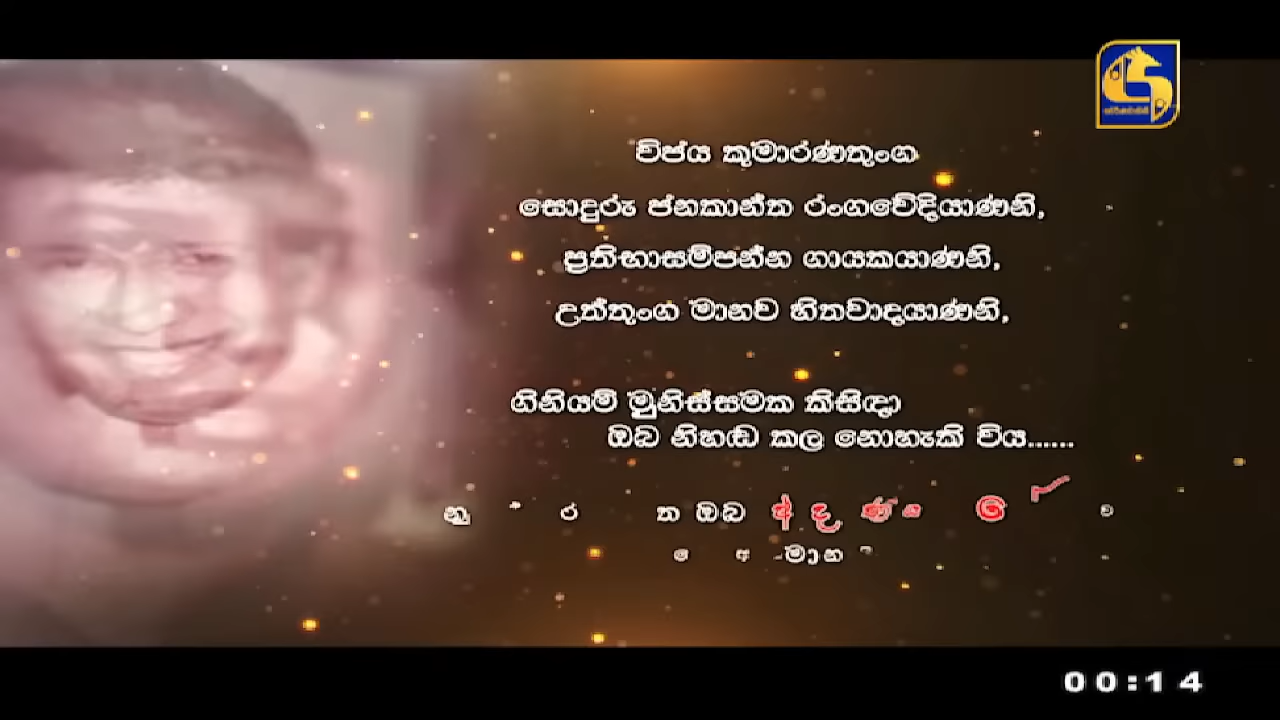 විජය කුමාරණතුංග
සොදුරු ජනකාන්ත රංගවේදියාණනි,
ප්‍රතිභාසම්පන්න ගායකයාණනි,
උත්තුංග මානව හිතවාදයාණනි,
ගිනියම් මුනිස්සමක කිසිඥා
ඔබ නිහඬ කල නොහැකි විය......
ඔබ
00:14